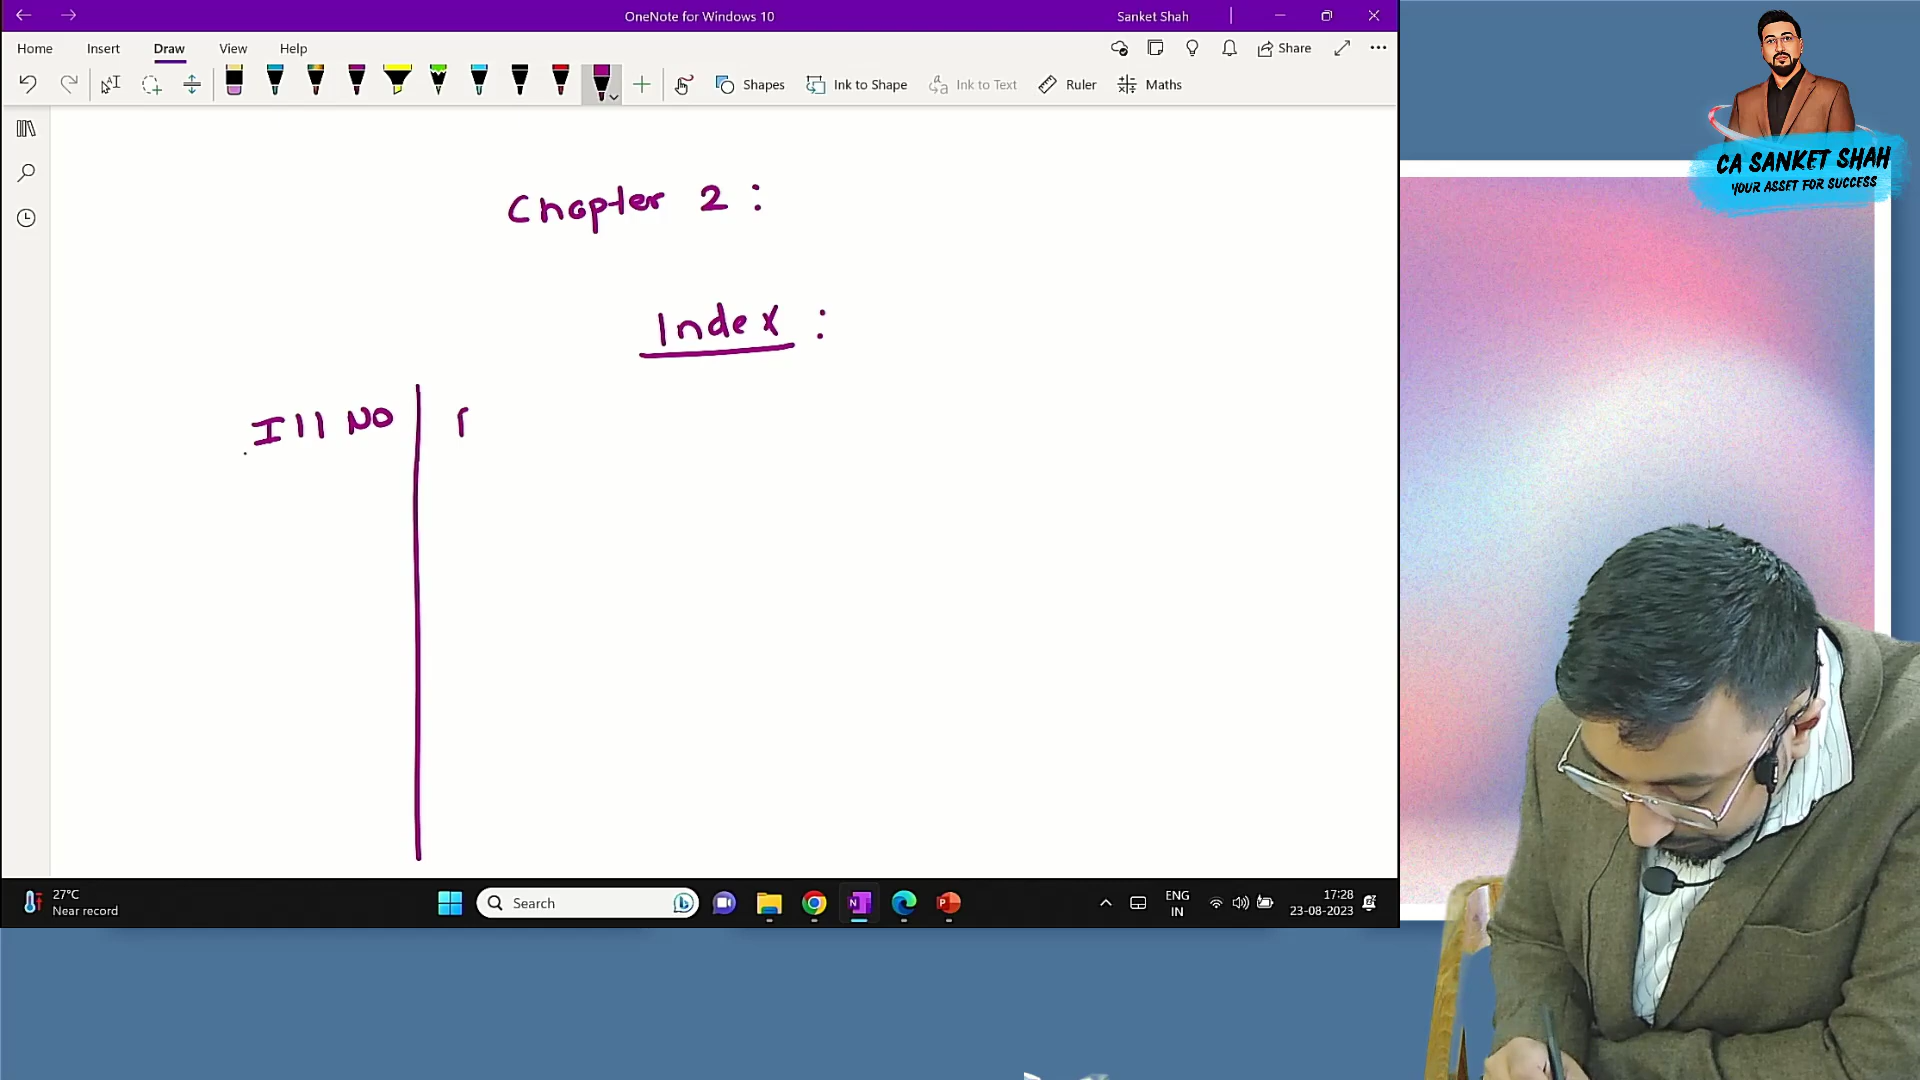 OneNote for Windows 10
Sanket Shah
Home Insert Draw View Help
Share
Shapes Ink to Shape Ink to Text Ruler Maths
CA SANKET SHAH
YOUR ASSET FOR SUCCESS
Chapter 2 :
Index :
Ill No
27°C
Near record
Search
ENG
IN
17:28
23-08-2023